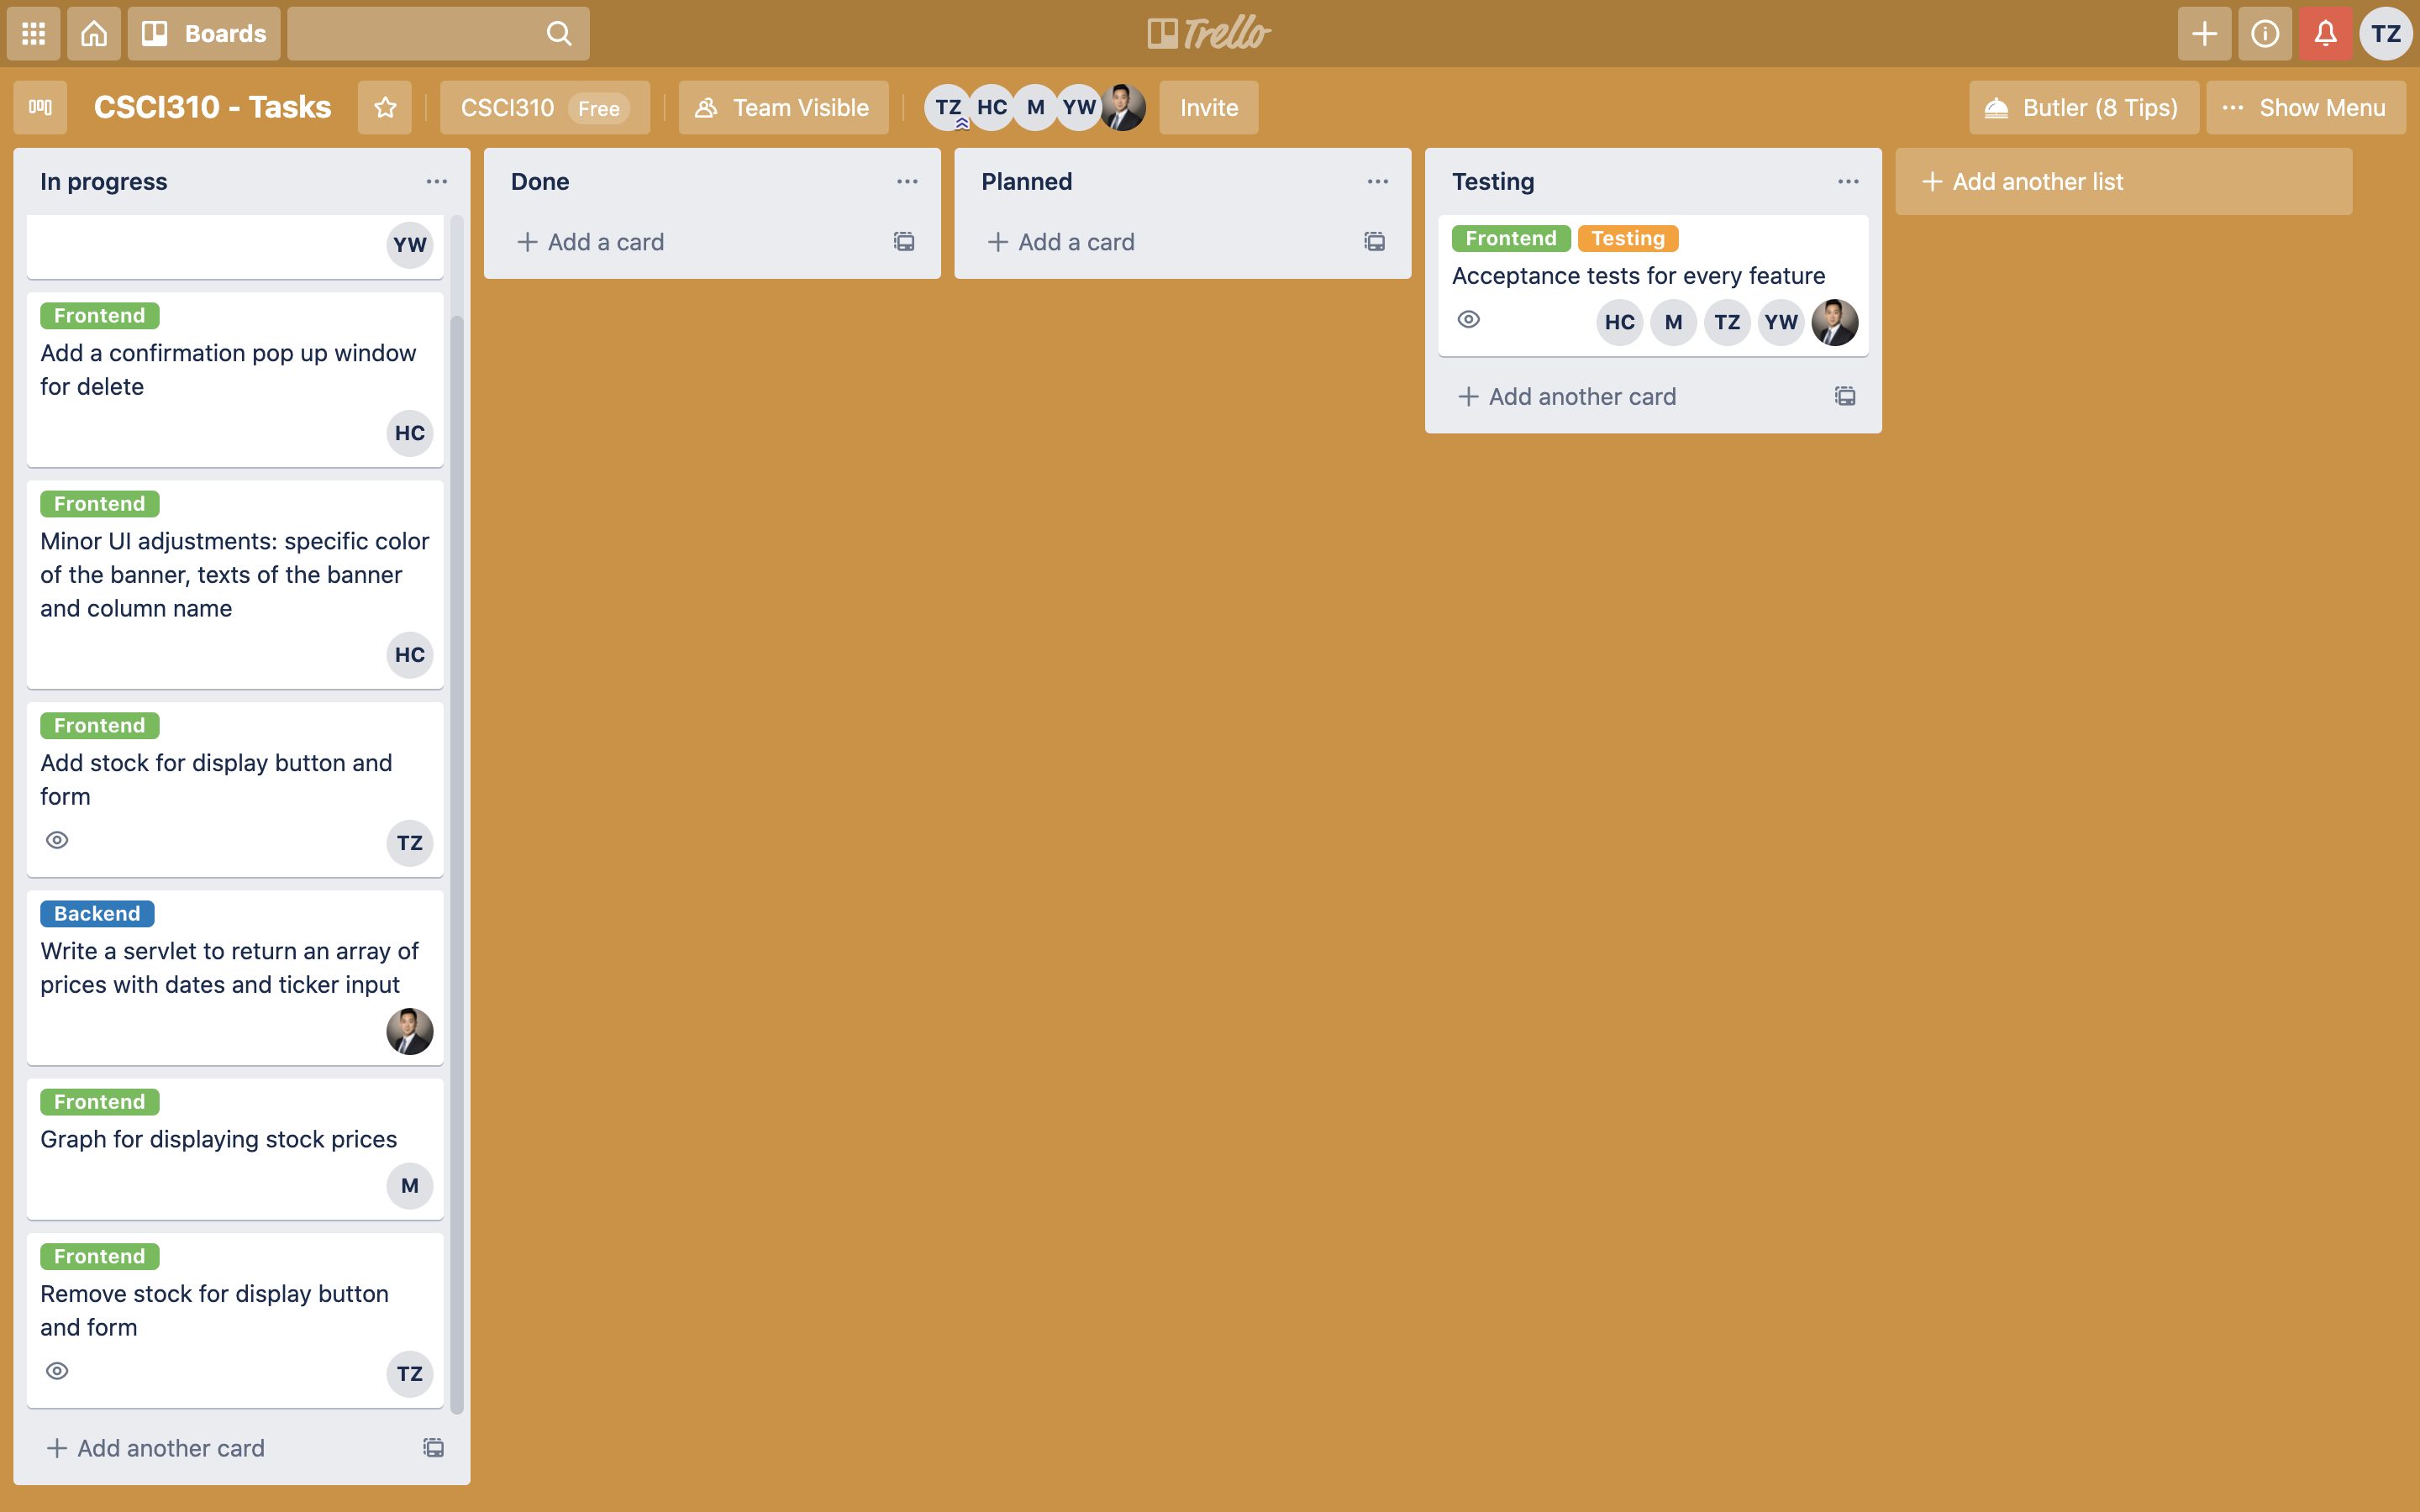 Boards
Trello
TZ
CSCI310 - Tasks
CSCI310 Free
Team Visible
TZ HC M YW
Invite
Butler (8 Tips)
Show Menu
In progress
YW
Frontend
Add a confirmation pop up window
for delete
HC
Frontend
Minor UI adjustments: specific color
of the banner, texts of the banner
and column name
HC
Frontend
Add stock for display button and
form
TZ
Backend
Write a servlet to return an array of
prices with dates and ticker input
Frontend
Graph for displaying stock prices
M
Frontend
Remove stock for display button
and form
TZ
Add another card
Done
Add a card
Planned
Add a card
Testing
Frontend Testing
Acceptance tests for every feature
HC M TZ YW
Add another card
Add another list